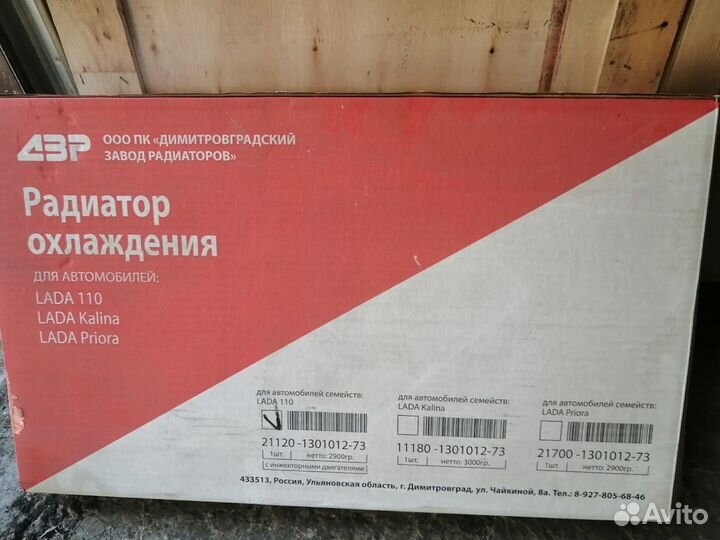 ДЗР ООО ПК «ДИМИТРОВГРАДСКИЙ
ЗАВОД РАДИАТОРОВ»
Радиатор
охлаждения
ДЛЯ АВТОМОБИЛЕЙ:
LADA 110
LADA Kalina
LADA Priora
для автомобилей семейств:
LADA 110
21120 -1301012-73
1шт. нетто: 2900гр.
с инжекторными двигателями
для автомобилей семейств:
LADA Kalina
11180 -1301012-73
1шт. нетто: 3000гр.
для автомобилей семейств:
LADA Priora
21700 -1301012-73
1шт. нетто: 2900гр.
433513, Россия, Ульяновская область, г. Димитровград, ул. Чайкиной, 8а. Тел.: 8-927-805-68-46
Avito